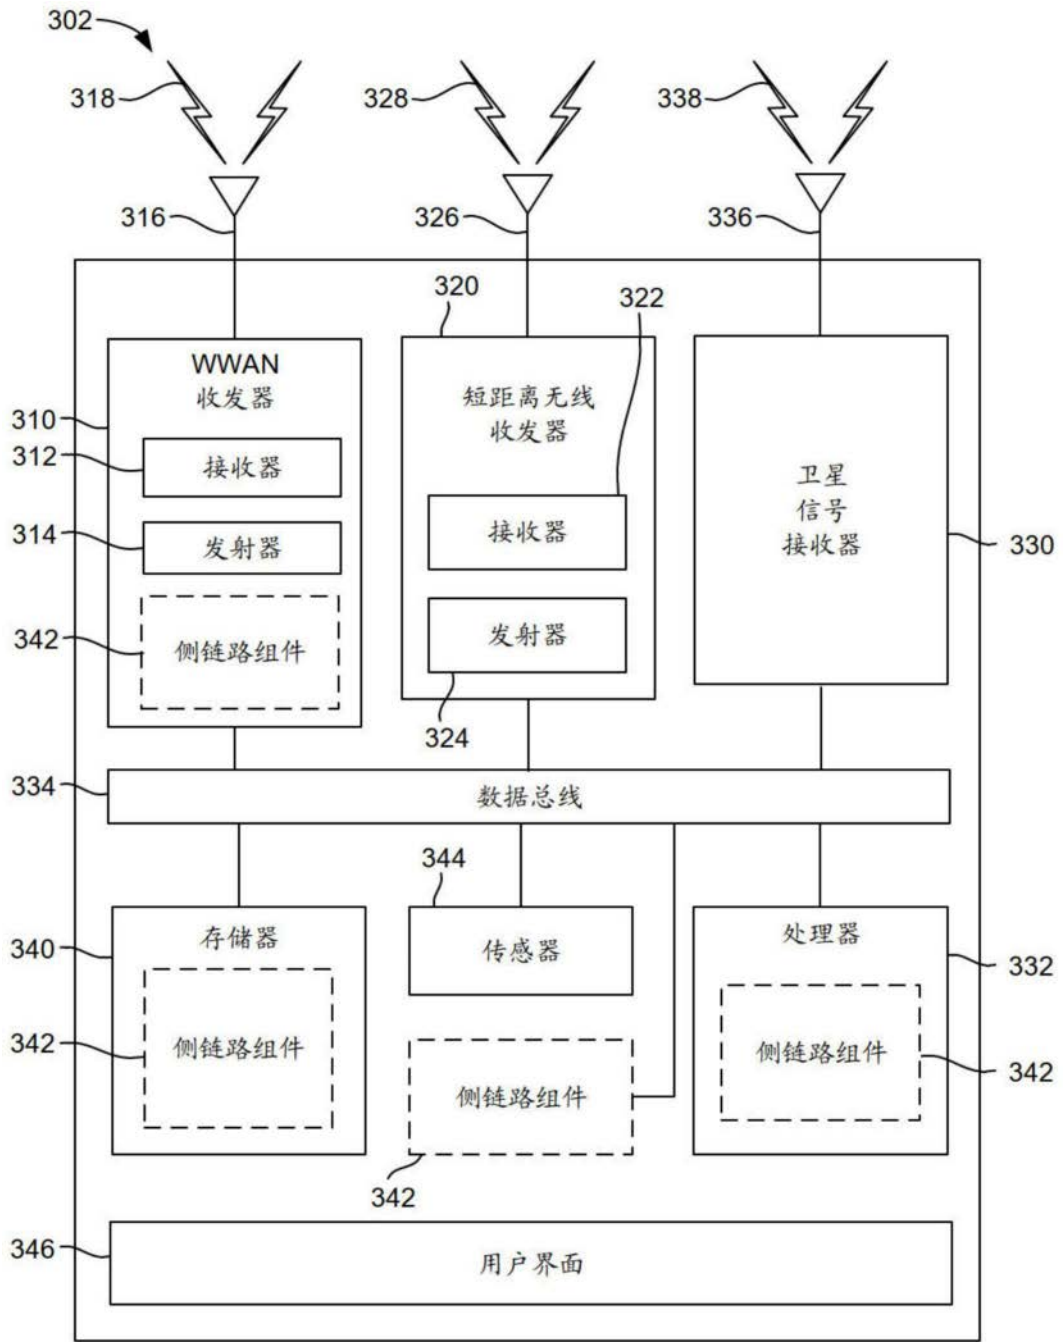 302
318
328
338
316
326
336
320
322
WWAN
收发器
310
312
接收器
314
发射器
342
侧链路组件
短距离无线
收发器
接收器
发射器
324
卫星
信号
接收器
330
334
数据总线
344
340
存储器
342
侧链路组件
传感器
侧链路组件
342
处理器
332
侧链路组件
342
346
用户界面